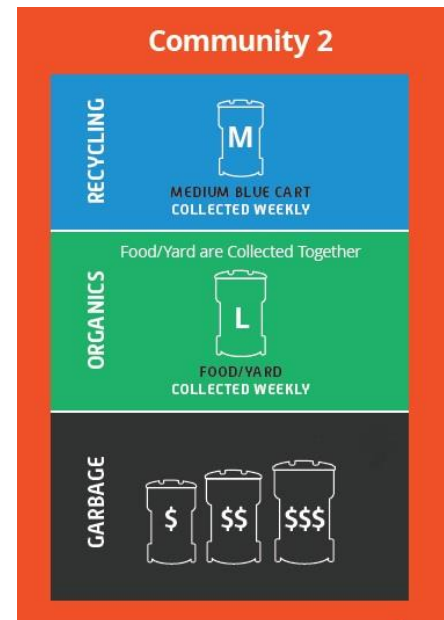 Community 2
RECYCLING
M
MEDIUM BLUE CART
COLLECTED WEEKLY
Food/Yard are Collected Together
ORGANICS
L
FOOD/YARD
COLLECTED WEEKLY
GARBAGE
$ $$ $$$